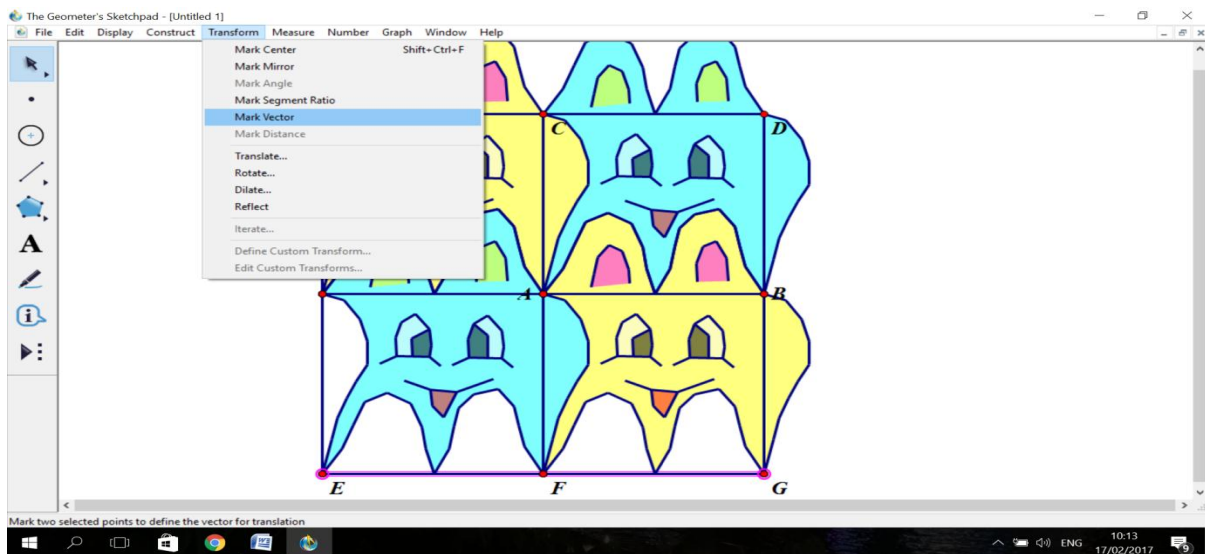 The Geometer's Sketchpad - [Untitled 1]
File Edit Display Construct Transform Measure Number Graph Window Help
Mark Center Shift+Ctrl+F
Mark Mirror
Mark Angle
Mark Segment Ratio
Mark Vector
Mark Distance
Translate...
Rotate...
Dilate...
Reflect
Iterate...
Define Custom Transform...
Edit Custom Transforms...
A
C D
A B
E F G
Mark two selected points to define the vector for translation
ENG 10:13
17/02/2017